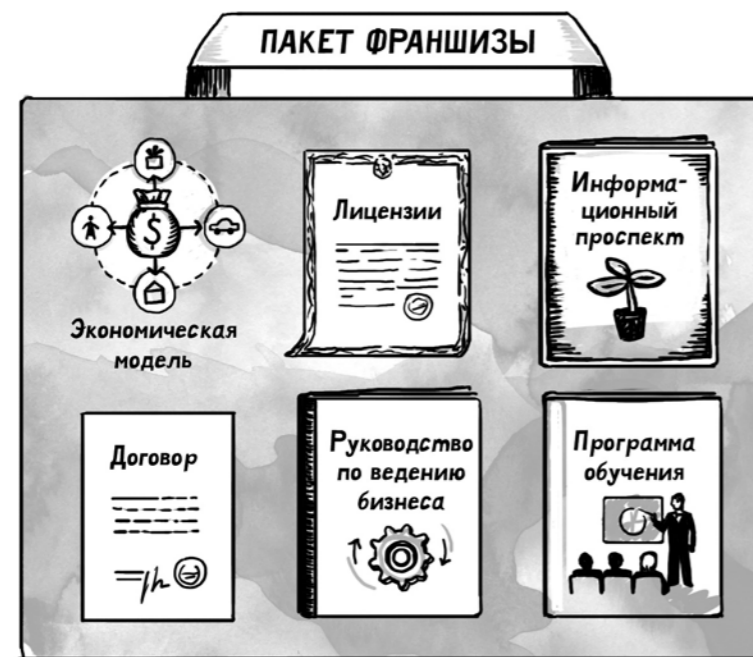 ПАКЕТ ФРАНШИЗЫ
Экономическая
модель
Лицензии
Информа-
ционный
проспект
Договор
Руководство
по ведению
бизнеса
Программа
обучения